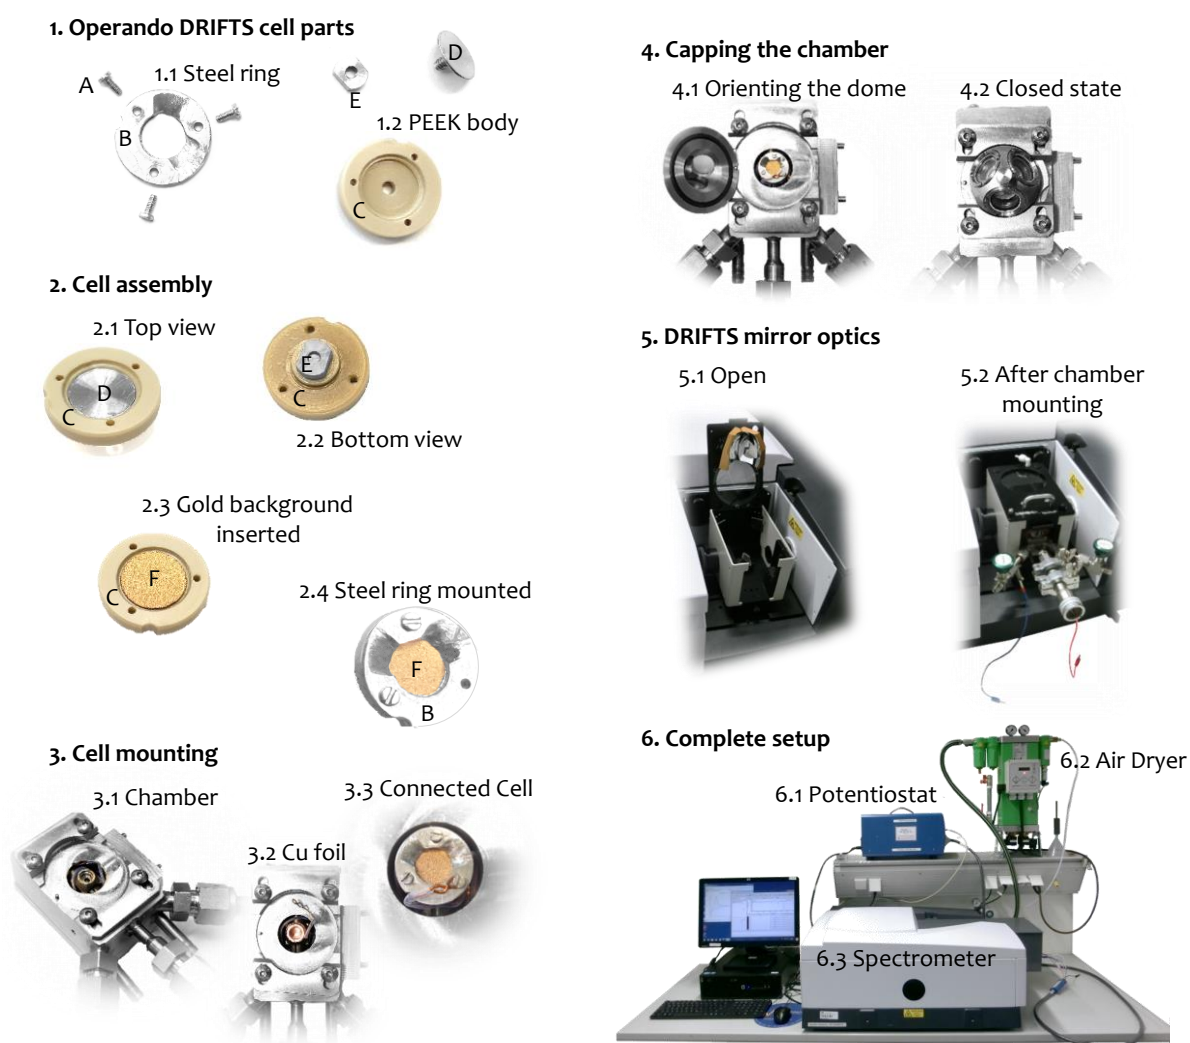 1. Operando DRIFTS cell parts
A
1.1 Steel ring
B
E
D
1.2 PEEK body
C
2. Cell assembly
2.1 Top view
D
C
E
C
2.2 Bottom view
2.3 Gold background
inserted
F
C
2.4 Steel ring mounted
F
B
3. Cell mounting
3.1 Chamber
3.2 Cu foil
3.3 Connected Cell
4. Capping the chamber
4.1 Orienting the dome
4.2 Closed state
5. DRIFTS mirror optics
5.1 Open
5.2 After chamber
mounting
6. Complete setup
6.1 Potentiostat
6.2 Air Dryer
6.3 Spectrometer